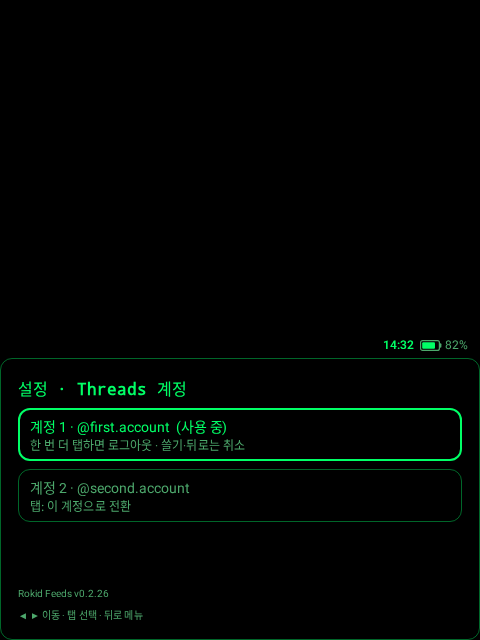 14:32 82%
설정 · Threads 계정
계정 1 · @first.account (사용 중)
한 번 더 탭하면 로그아웃 · 쓸기·뒤로는 취소
계정 2 · @second.account
탭: 이 계정으로 전환
Rokid Feeds v0.2.26
◄ ► 이동 · 탭 선택 · 뒤로 메뉴